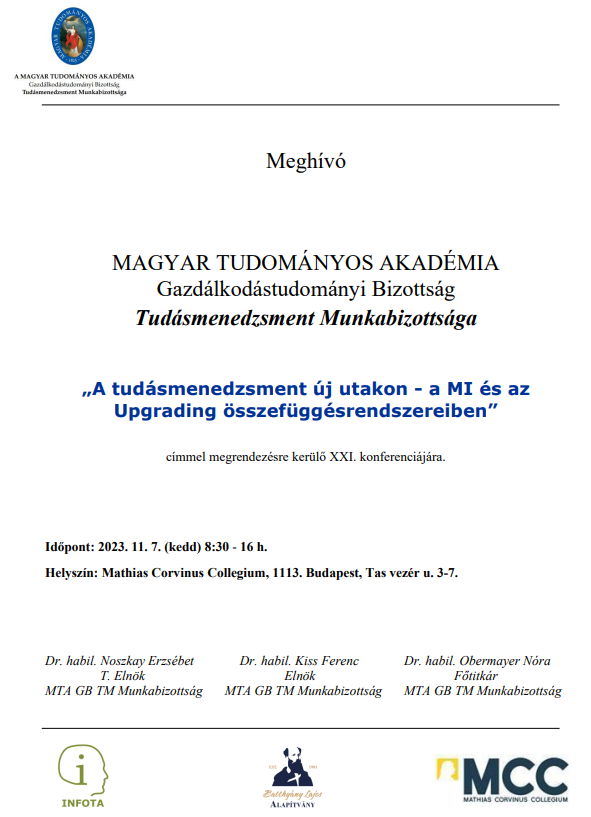 MAGYAR TUDOMÁNYOS AKADÉMIA
A MAGYAR TUDOMÁNYOS AKADÉMIA
Gazdálkodástudományi Bizottság
Tudásmenedzsment Munkabizottsága
Meghívó
MAGYAR TUDOMÁNYOS AKADÉMIA
Gazdálkodástudományi Bizottság
Tudásmenedzsment Munkabizottsága
„A tudásmenedzsment új utakon - a MI és az
Upgrading összefüggésrendszereiben”
címmel megrendezésre kerülő XXI. konferenciájára.
Időpont: 2023. 11. 7. (kedd) 8:30 - 16 h.
Helyszín: Mathias Corvinus Collegium, 1113. Budapest, Tas vezér u. 3-7.
Dr. habil. Noszkay Erzsébet Dr. habil. Kiss Ferenc Dr. habil. Obermayer Nóra
T. Elnök Elnök Főtitkár
MTA GB TM Munkabizottság MTA GB TM Munkabizottság MTA GB TM Munkabizottság
i
INFOTA
Batthyány Lajos
ALAPÍTVÁNY
MCC
MATHIAS CORVINUS COLLEGIUM